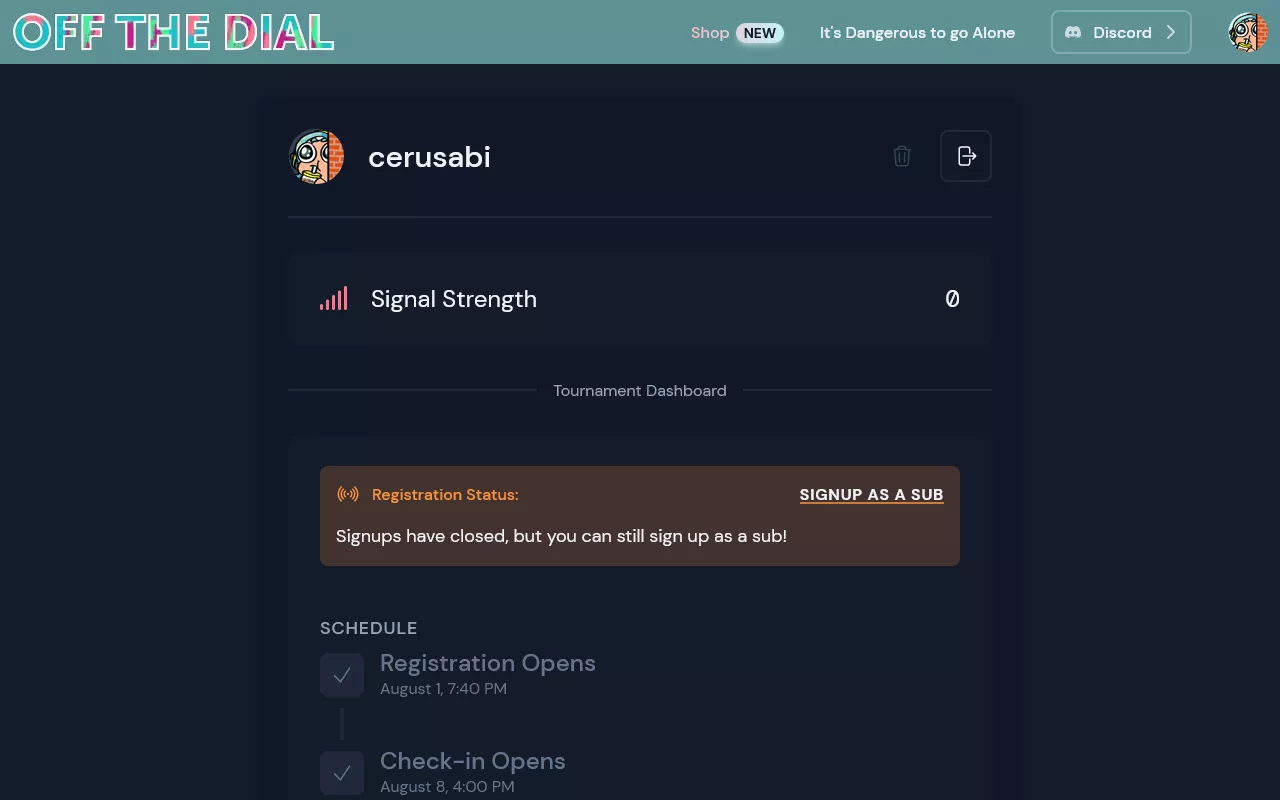 OFF THE DIAL
Shop NEW
It's Dangerous to go Alone
Discord
cerusabi
Signal Strength
0
Tournament Dashboard
Registration Status:
SIGNUP AS A SUB
Signups have closed, but you can still sign up as a sub!
SCHEDULE
Registration Opens
August 1, 7:40 PM
Check-in Opens
August 8, 4:00 PM